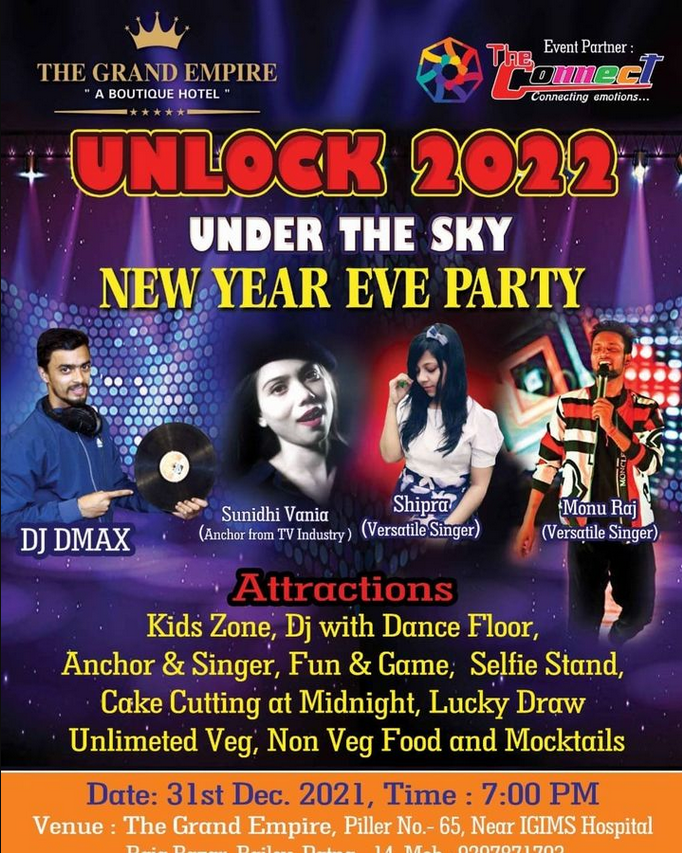 THE GRAND EMPIRE
" A BOUTIQUE HOTEL "
Event Partner :
The Connect
Connecting emotions...
UNLOCK 2022
UNDER THE SKY
NEW YEAR EVE PARTY
DJ DMAX
Sunidhi Vania
(Anchor from TV Industry)
Shipra
(Versatile Singer)
MONCLER
Monu Raj
(Versatile Singer)
Attractions
Kids Zone, Dj with Dance Floor,
Anchor & Singer, Fun & Game, Selfie Stand,
Cake Cutting at Midnight, Lucky Draw
Unlimeted Veg, Non Veg Food and Mocktails
Date: 31st Dec. 2021, Time : 7:00 PM
Venue : The Grand Empire, Piller No.- 65, Near IGIMS Hospital